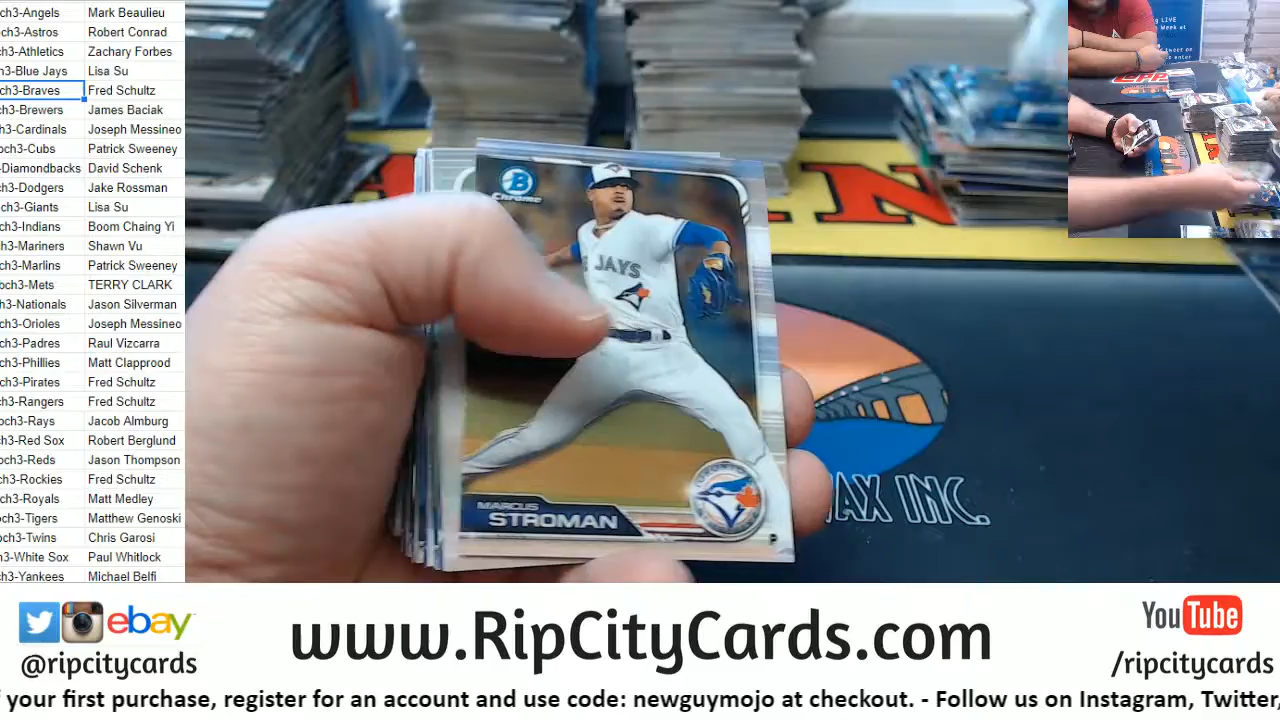 ch3-Angels Mark Beaulieu
och3-Astros Robert Conrad
ch3-Athletics Zachary Forbes
h3-Blue Jays Lisa Su
ch3-Braves Fred Schultz
ch3-Brewers James Baciak
ch3-Cardinals Joseph Messineo
och3-Cubs Patrick Sweeney
-Diamondbacks David Schenk
ch3-Dodgers Jake Rossman
ch3-Giants Lisa Su
ch3-Indians Boom Chaing Yi
ch3-Mariners Shawn Vu
ch3-Marlins Patrick Sweeney
och3-Mets TERRY CLARK
ch3-Nationals Jason Silverman
ch3-Orioles Joseph Messineo
ch3-Padres Raul Vizcarra
ch3-Phillies Matt Clapprood
ch3-Pirates Fred Schultz
ch3-Rangers Fred Schultz
och3-Rays Jacob Almburg
ch3-Red Sox Robert Berglund
och3-Reds Jason Thompson
ch3-Rockies Fred Schultz
ch3-Royals Matt Medley
och3-Tigers Matthew Genoski
ch3-Twins Chris Garosi
h3-White Sox Paul Whitlock
ch3-Yankees Michael Belfi
B
Chrome
JAYS
MARCUS
STROMAN
P
N
AX INC.
ebay
@ripcitycards
www.RipCityCards.com
YouTube
/ripcitycards
f your first purchase, register for an account and use code: newguymojo at checkout. - Follow us on Instagram, Twitter,